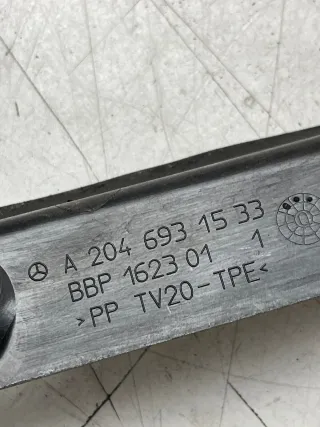 A 204 693 15 33
BBP 1623 01 1
>PP TV20-TPE<